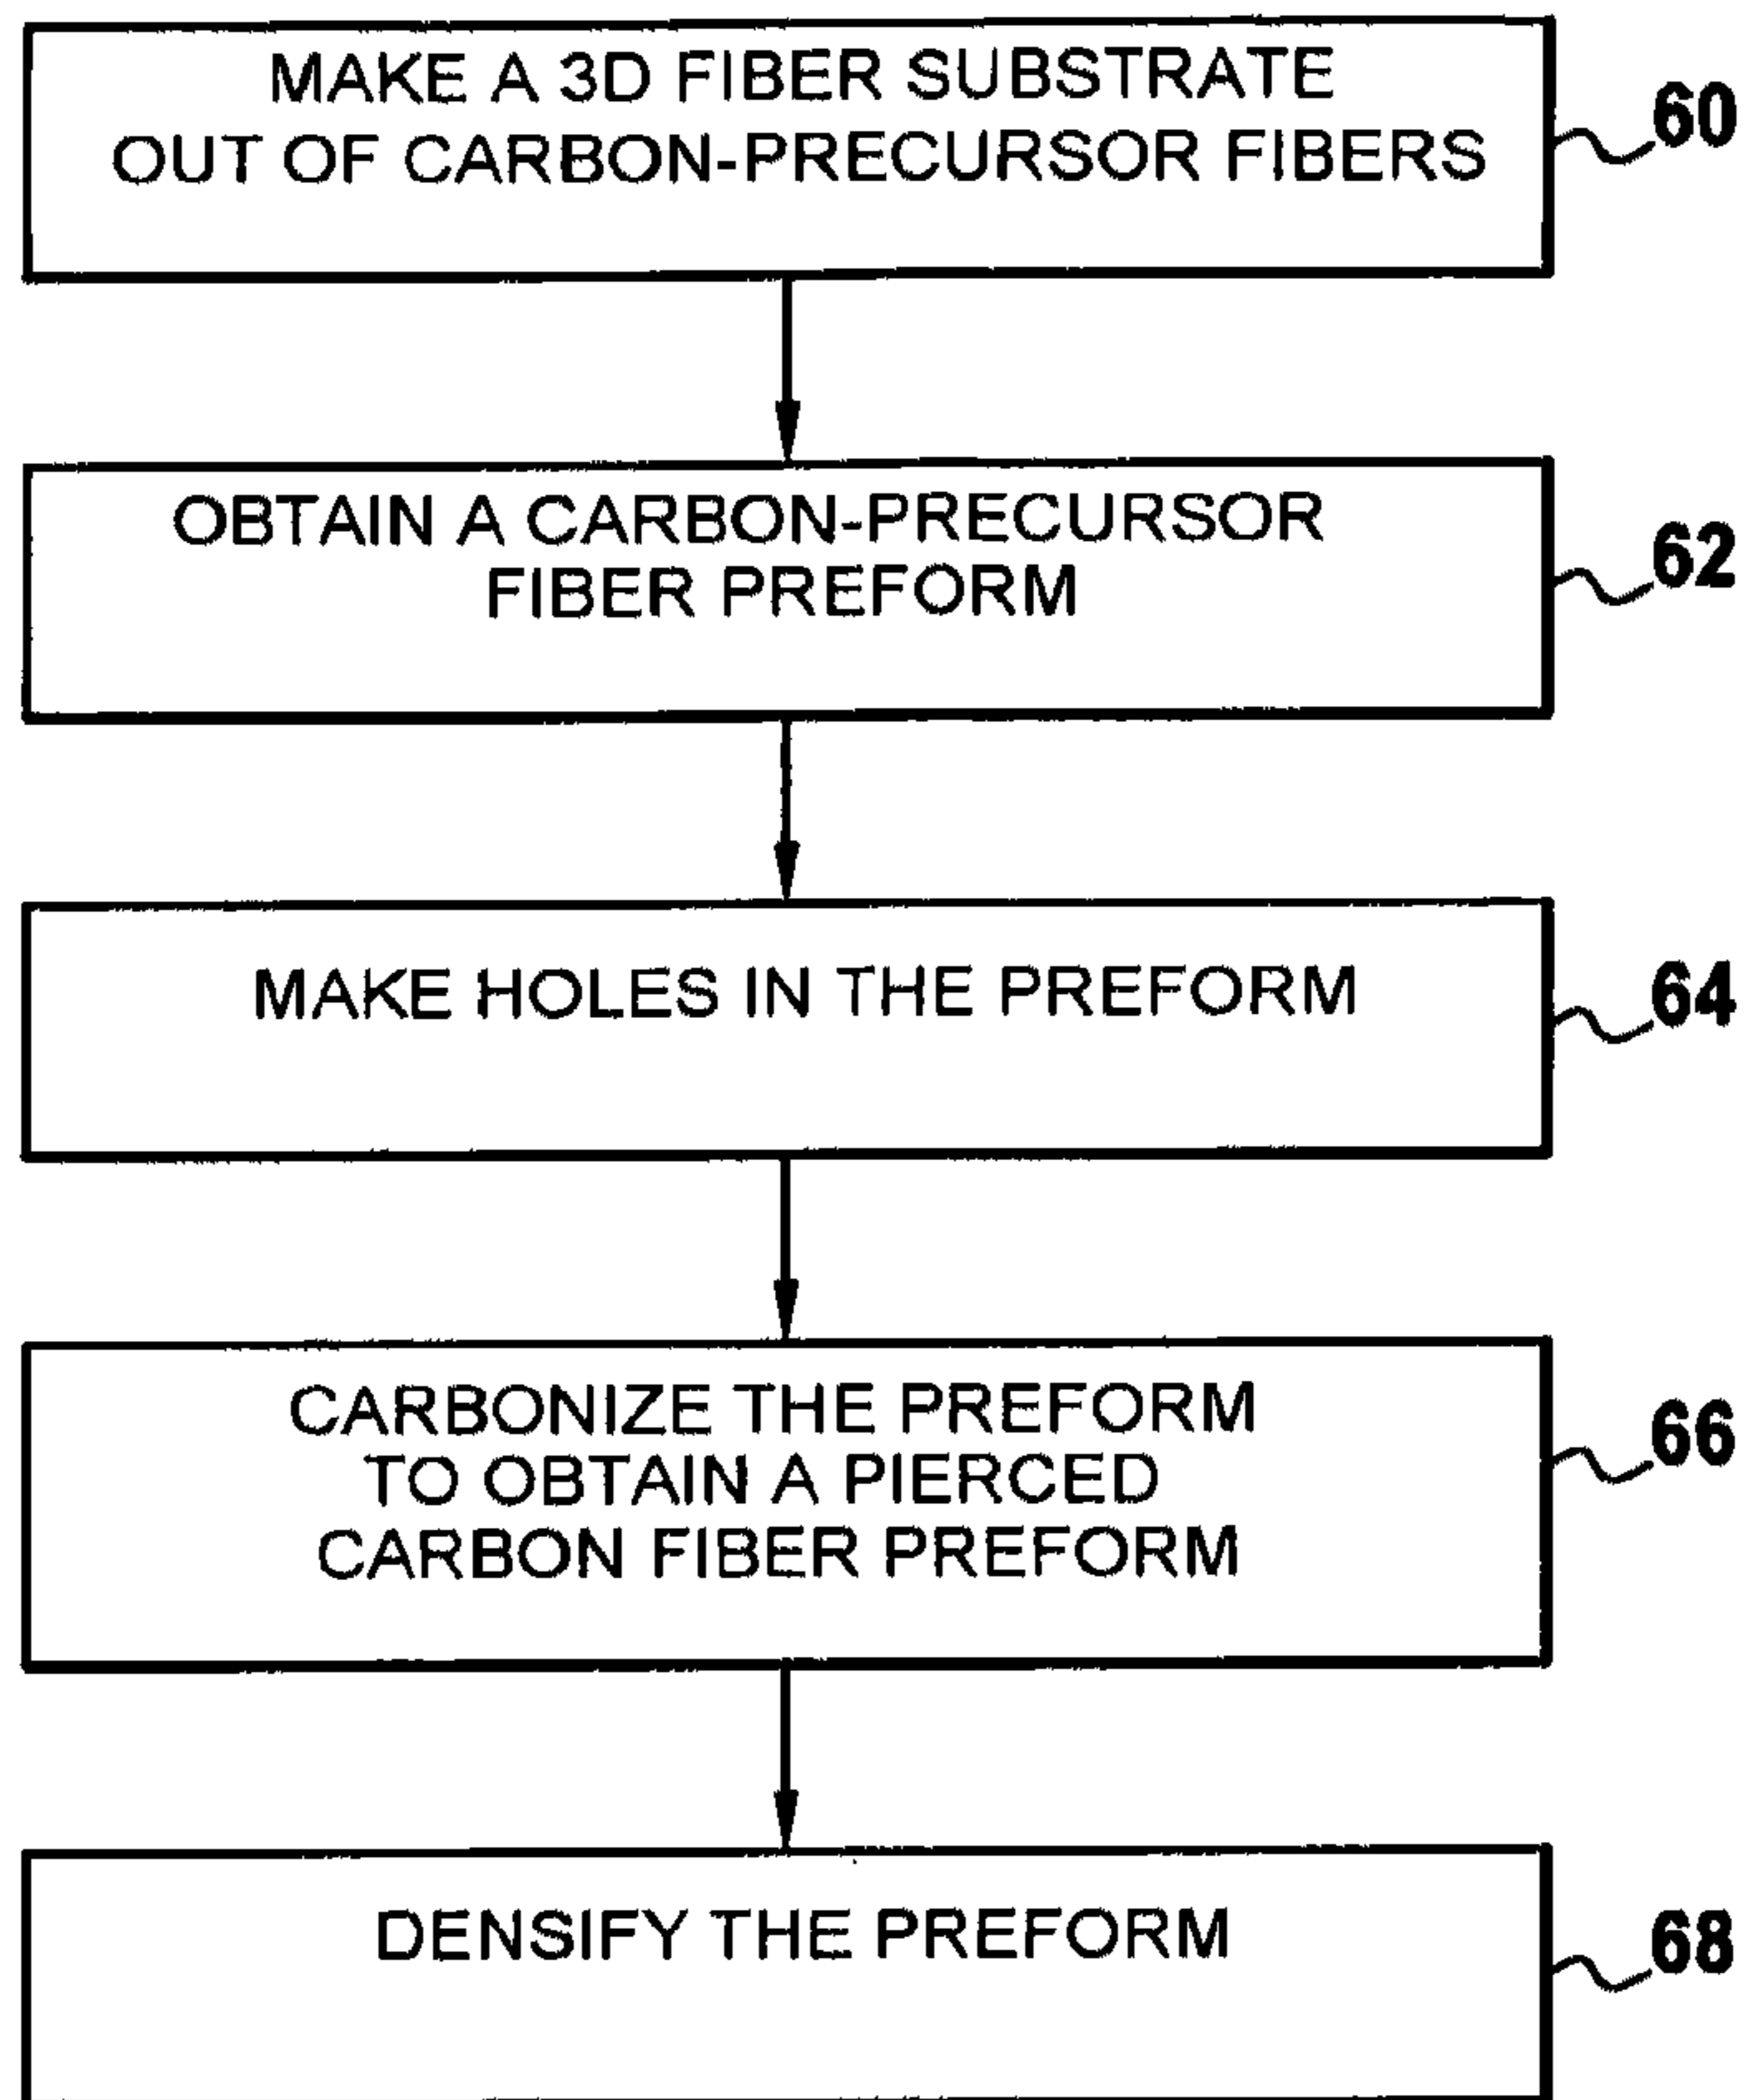 MAKE A 3D FIBER SUBSTRATE
OUT OF CARBON-PRECURSOR FIBERS
60
OBTAIN A CARBON-PRECURSOR
FIBER PREFORM
62
MAKE HOLES IN THE PREFORM
64
CARBONIZE THE PREFORM
TO OBTAIN A PIERCED
CARBON FIBER PREFORM
66
DENSIFY THE PREFORM
68